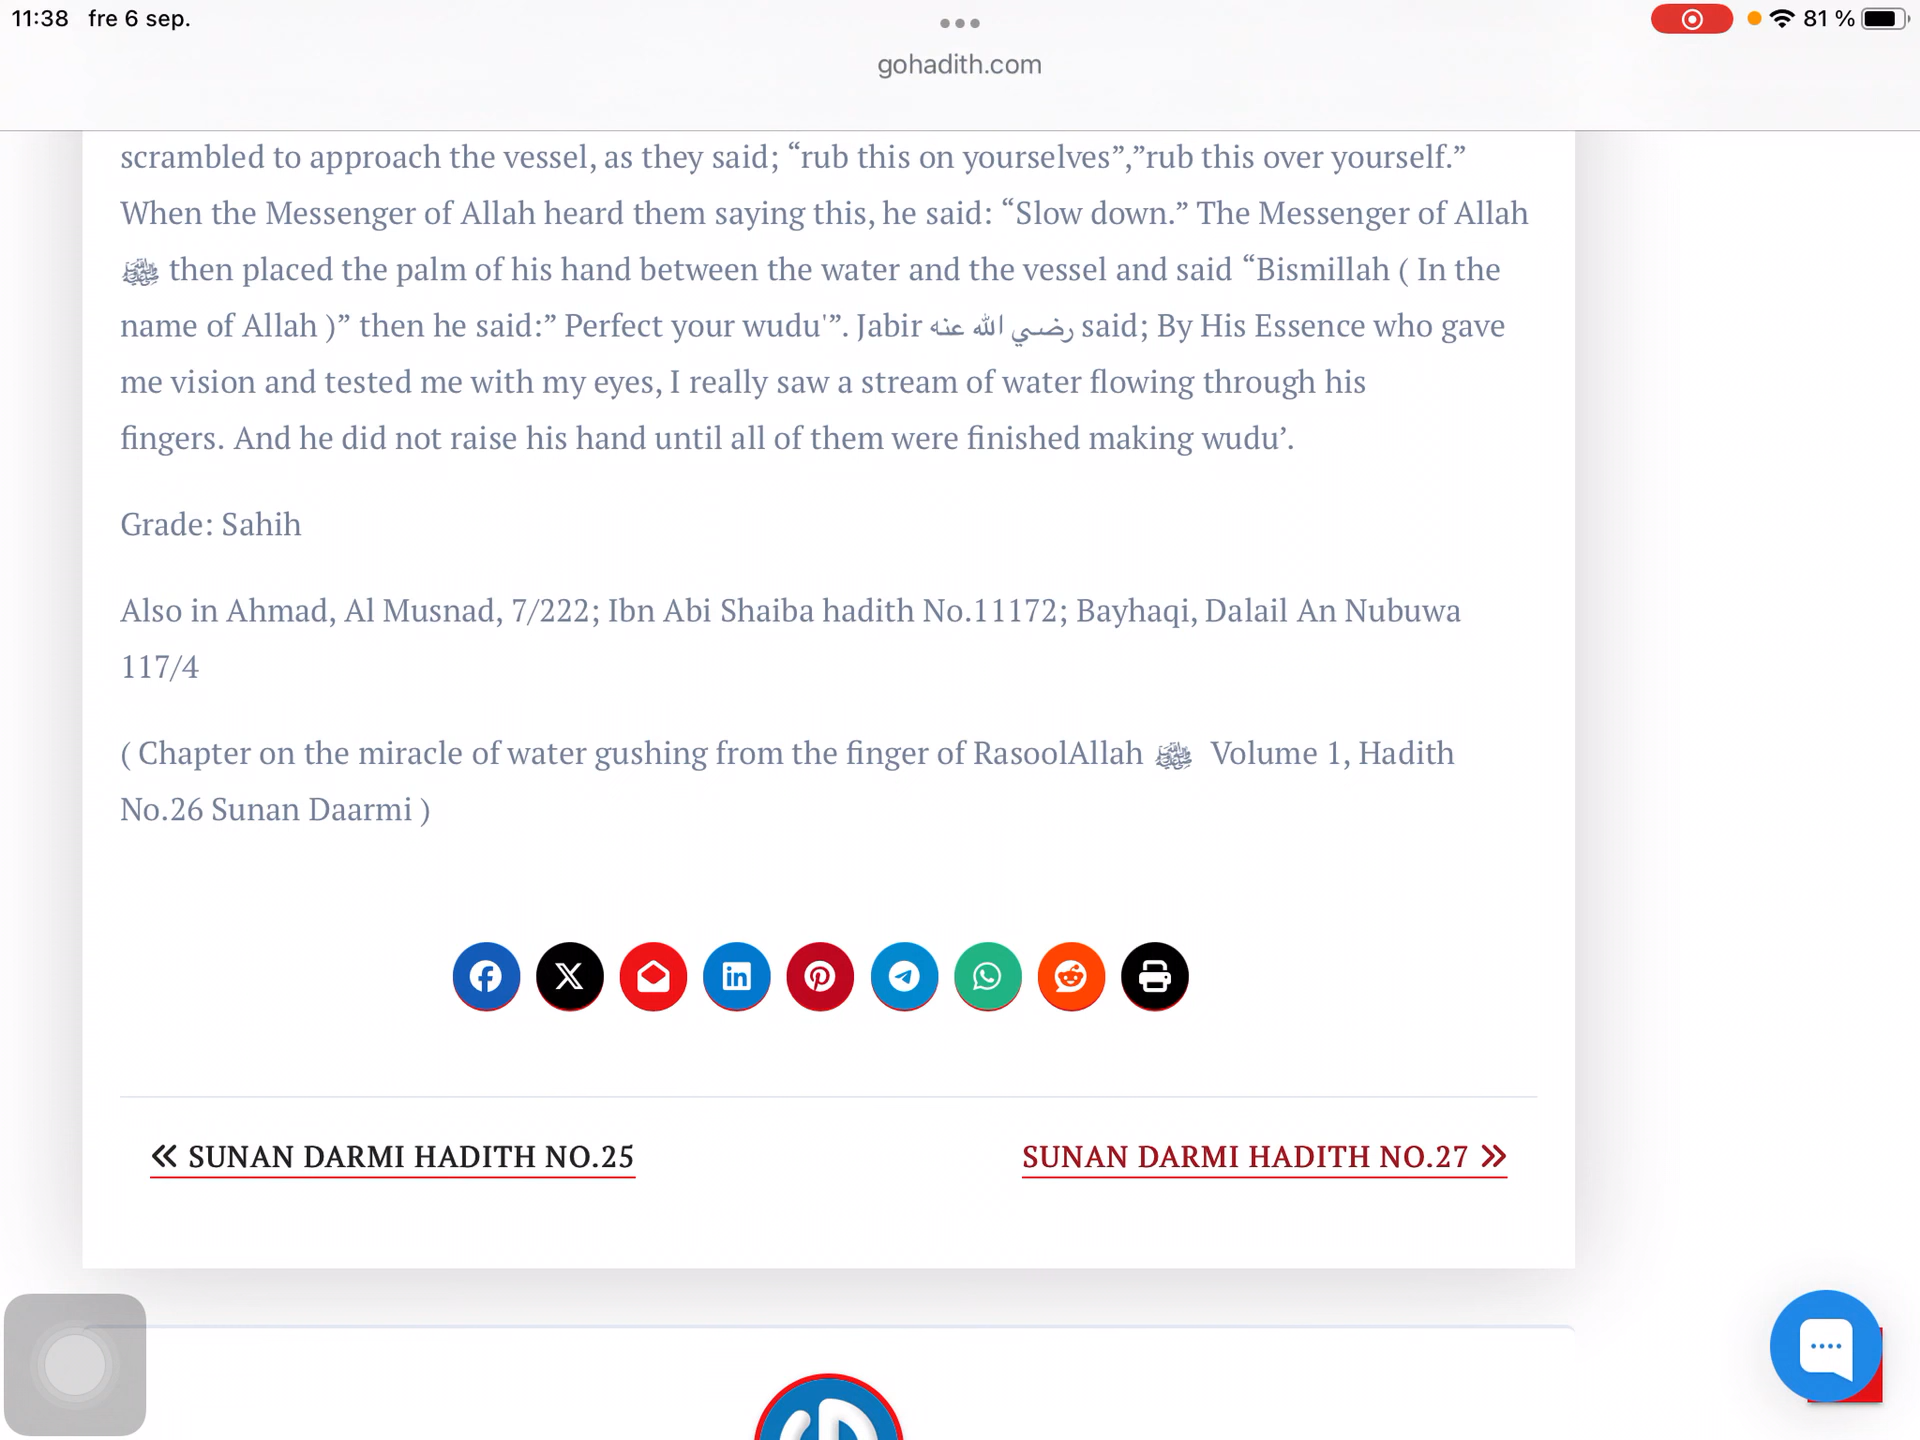 11:38 fre 6 sep.
81 %
gohadith.com
scrambled to approach the vessel, as they said; “rub this on yourselves”,”rub this over yourself.”
When the Messenger of Allah heard them saying this, he said: “Slow down.” The Messenger of Allah
ﷺ then placed the palm of his hand between the water and the vessel and said “Bismillah ( In the
name of Allah )” then he said:” Perfect your wudu'”. Jabir رضي الله عنه said; By His Essence who gave
me vision and tested me with my eyes, I really saw a stream of water flowing through his
fingers. And he did not raise his hand until all of them were finished making wudu’.
Grade: Sahih
Also in Ahmad, Al Musnad, 7/222; Ibn Abi Shaiba hadith No.11172; Bayhaqi, Dalail An Nubuwa
117/4
( Chapter on the miracle of water gushing from the finger of RasoolAllah ﷺ Volume 1, Hadith
No.26 Sunan Daarmi )
« SUNAN DARMI HADITH NO.25
SUNAN DARMI HADITH NO.27 »